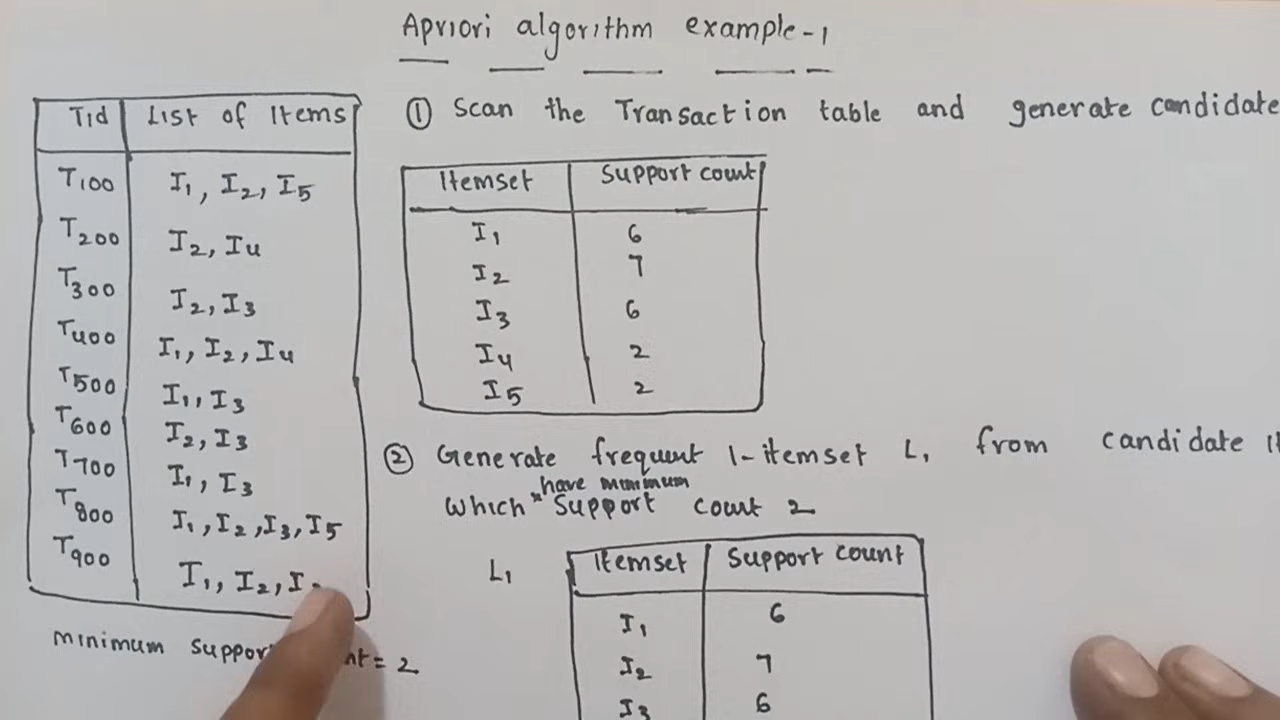 Apriori algorithm example-1
Tid List of Items
T100 I1, I2, I5
T200 I2, I4
T300 I2, I3
T400 I1, I2, I4
T500 I1, I3
T600 I2, I3
T700 I1, I3
T800 I1, I2, I3, I5
T900 I1, I2,
minimum = 2
① Scan the Transaction table and generate candidate
Itemset Support count
I1 6
I2 7
I3 6
I4 2
I5 2
② Generate frequent 1-itemset L1 from candidate
have minimum
which Support count 2
L1
Itemset Support count
I1 6
I2 7
I3 6